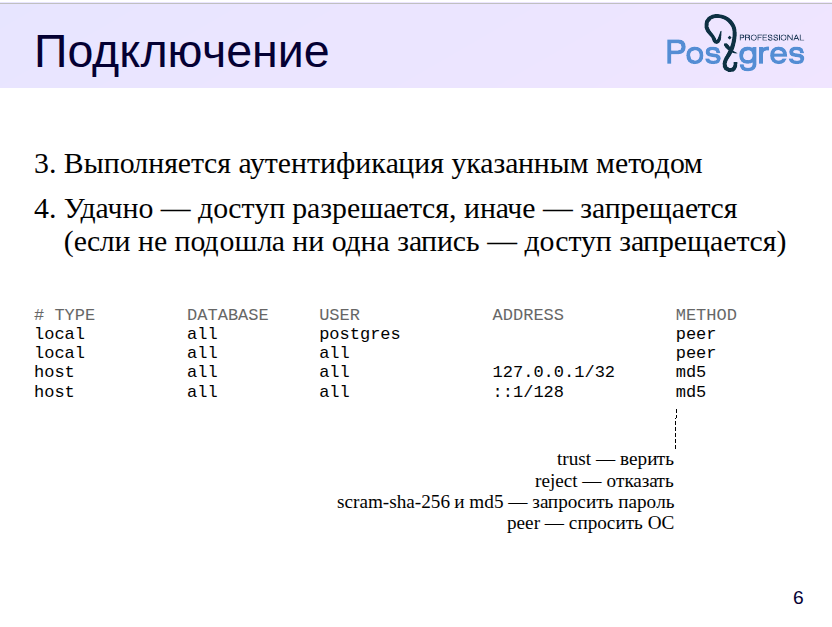 Подключение
PROFESSIONAL
Postgres
3. Выполняется аутентификация указанным методом
4. Удачно — доступ разрешается, иначе — запрещается
(если не подошла ни одна запись — доступ запрещается)
# TYPE DATABASE USER ADDRESS METHOD
local all postgres peer
local all all peer
host all all 127.0.0.1/32 md5
host all all ::1/128 md5
trust — верить
reject — отказать
scram-sha-256 и md5 — запросить пароль
peer — спросить ОС
6